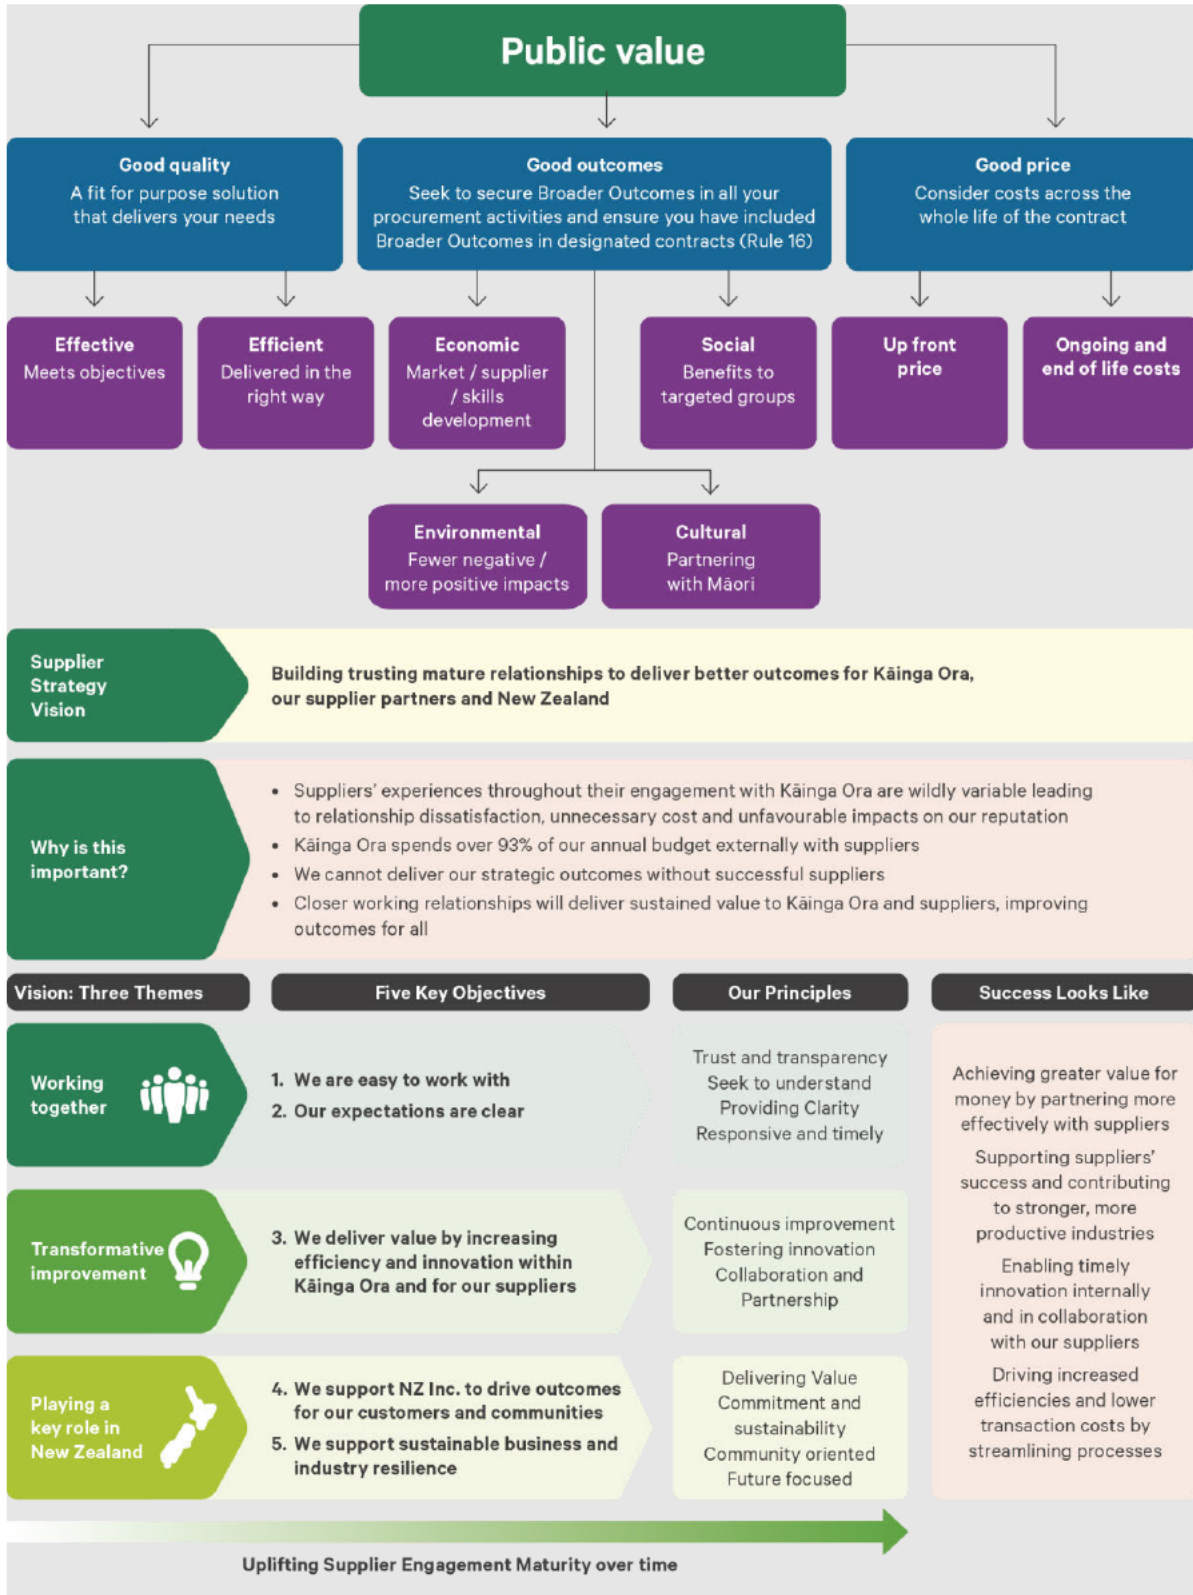 Public value
Good quality
A fit for purpose solution
that delivers your needs
Good outcomes
Seek to secure Broader Outcomes in all your
procurement activities and ensure you have included
Broader Outcomes in designated contracts (Rule 16)
Good price
Consider costs across the
whole life of the contract
Effective
Meets objectives
Efficient
Delivered in the
right way
Economic
Market / supplier
/ skills
development
Social
Benefits to
targeted groups
Up front
price
Ongoing and
end of life costs
Environmental
Fewer negative /
more positive impacts
Cultural
Partnering
with Māori
Supplier
Strategy
Vision
Building trusting mature relationships to deliver better outcomes for Kāinga Ora,
our supplier partners and New Zealand
Why is this
important?
• Suppliers' experiences throughout their engagement with Kāinga Ora are wildly variable leading
to relationship dissatisfaction, unnecessary cost and unfavourable impacts on our reputation
• Kāinga Ora spends over 93% of our annual budget externally with suppliers
• We cannot deliver our strategic outcomes without successful suppliers
• Closer working relationships will deliver sustained value to Kāinga Ora and suppliers, improving
outcomes for all
Vision: Three Themes
Five Key Objectives
Our Principles
Success Looks Like
Working
together
1. We are easy to work with
2. Our expectations are clear
Trust and transparency
Seek to understand
Providing Clarity
Responsive and timely
Transformative
improvement
3. We deliver value by increasing
efficiency and innovation within
Kāinga Ora and for our suppliers
Continuous improvement
Fostering innovation
Collaboration and
Partnership
Playing a
key role in
New Zealand
4. We support NZ Inc. to drive outcomes
for our customers and communities
5. We support sustainable business and
industry resilience
Delivering Value
Commitment and
sustainability
Community oriented
Future focused
Achieving greater value for
money by partnering more
effectively with suppliers
Supporting suppliers'
success and contributing
to stronger, more
productive industries
Enabling timely
innovation internally
and in collaboration
with our suppliers
Driving increased
efficiencies and lower
transaction costs by
streamlining processes
Uplifting Supplier Engagement Maturity over time